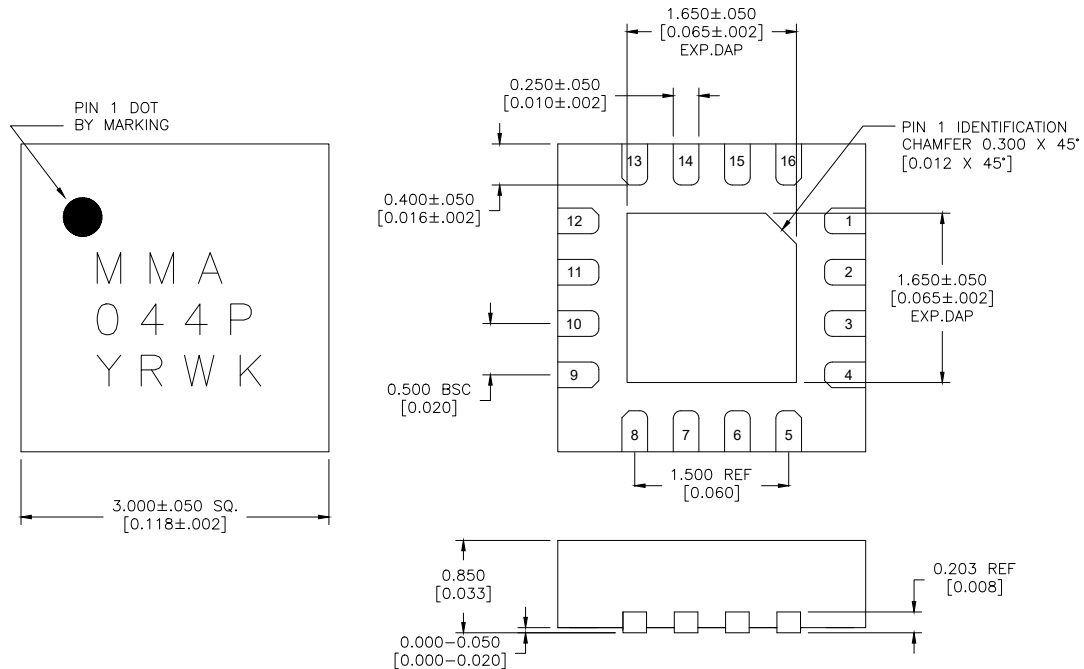 PIN 1 DOT
BY MARKING
M M A
0 4 4 P
Y R W K
3.000±.050 SQ.
[0.118±.002]
1.650±.050
[0.065±.002]
EXP.DAP
0.250±.050
[0.010±.002]
PIN 1 IDENTIFICATION
CHAMFER 0.300 X 45°
[0.012 X 45°]
0.400±.050
[0.016±.002]
13 14 15 16
12
11
10
9
1
2
3
4
8 7 6 5
1.650±.050
[0.065±.002]
EXP.DAP
0.500 BSC
[0.020]
1.500 REF
[0.060]
0.850
[0.033]
0.203 REF
[0.008]
0.000-0.050
[0.000-0.020]